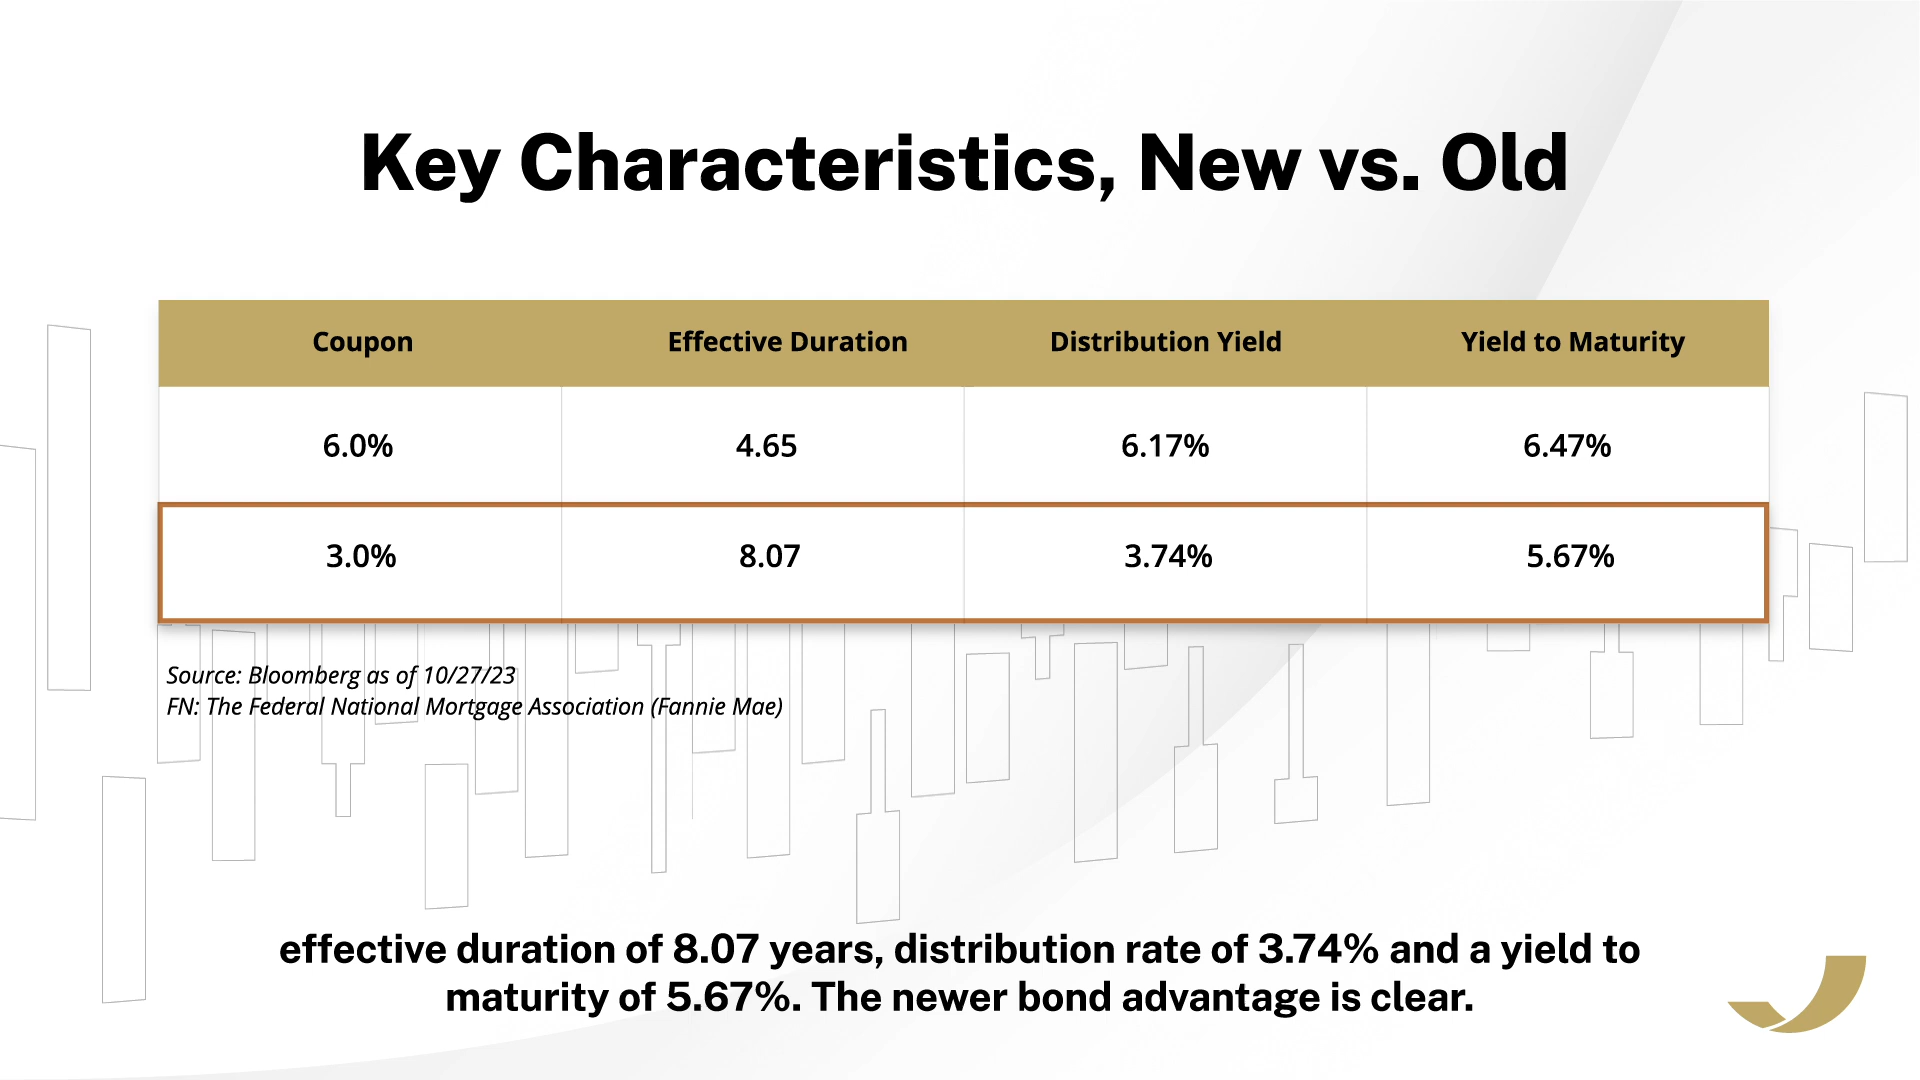 Key Characteristics, New vs. Old
Coupon Effective Duration Distribution Yield Yield to Maturity
6.0% 4.65 6.17% 6.47%
3.0% 8.07 3.74% 5.67%
Source: Bloomberg as of 10/27/23
FN: The Federal National Mortgage Association (Fannie Mae)
effective duration of 8.07 years, distribution rate of 3.74% and a yield to
maturity of 5.67%. The newer bond advantage is clear.